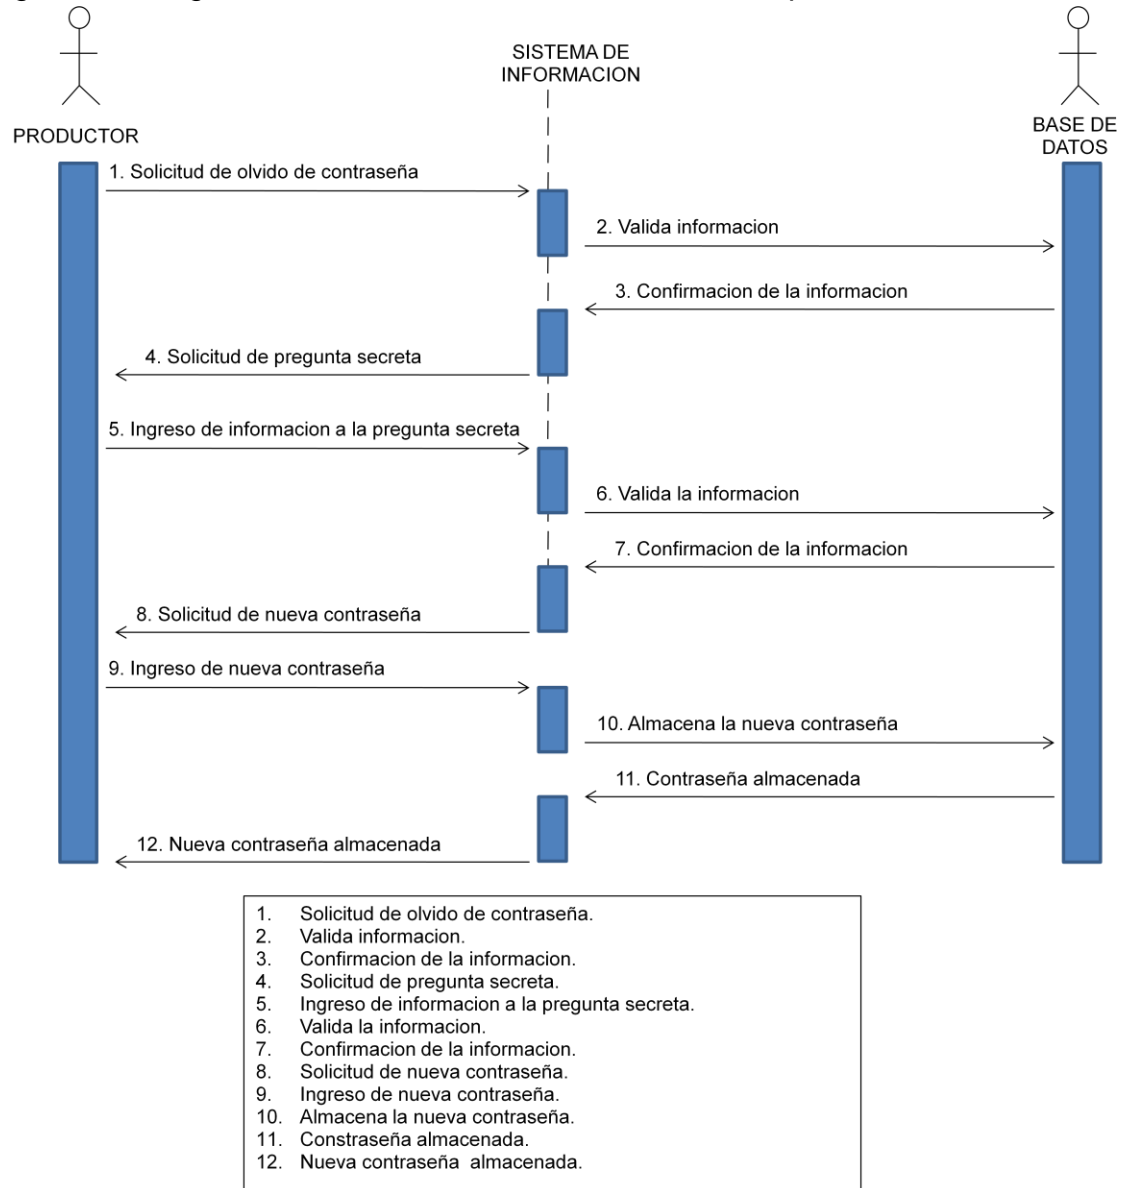 SISTEMA DE
INFORMACION
PRODUCTOR
BASE DE
DATOS
1. Solicitud de olvido de contraseña
2. Valida informacion
3. Confirmacion de la informacion
4. Solicitud de pregunta secreta
5. Ingreso de informacion a la pregunta secreta
6. Valida la informacion
7. Confirmacion de la informacion
8. Solicitud de nueva contraseña
9. Ingreso de nueva contraseña
10. Almacena la nueva contraseña
11. Contraseña almacenada
12. Nueva contraseña almacenada
1. Solicitud de olvido de contraseña.
2. Valida informacion.
3. Confirmacion de la informacion.
4. Solicitud de pregunta secreta.
5. Ingreso de informacion a la pregunta secreta.
6. Valida la informacion.
7. Confirmacion de la informacion.
8. Solicitud de nueva contraseña.
9. Ingreso de nueva contraseña.
10. Almacena la nueva contraseña.
11. Constraseña almacenada.
12. Nueva contraseña  almacenada.